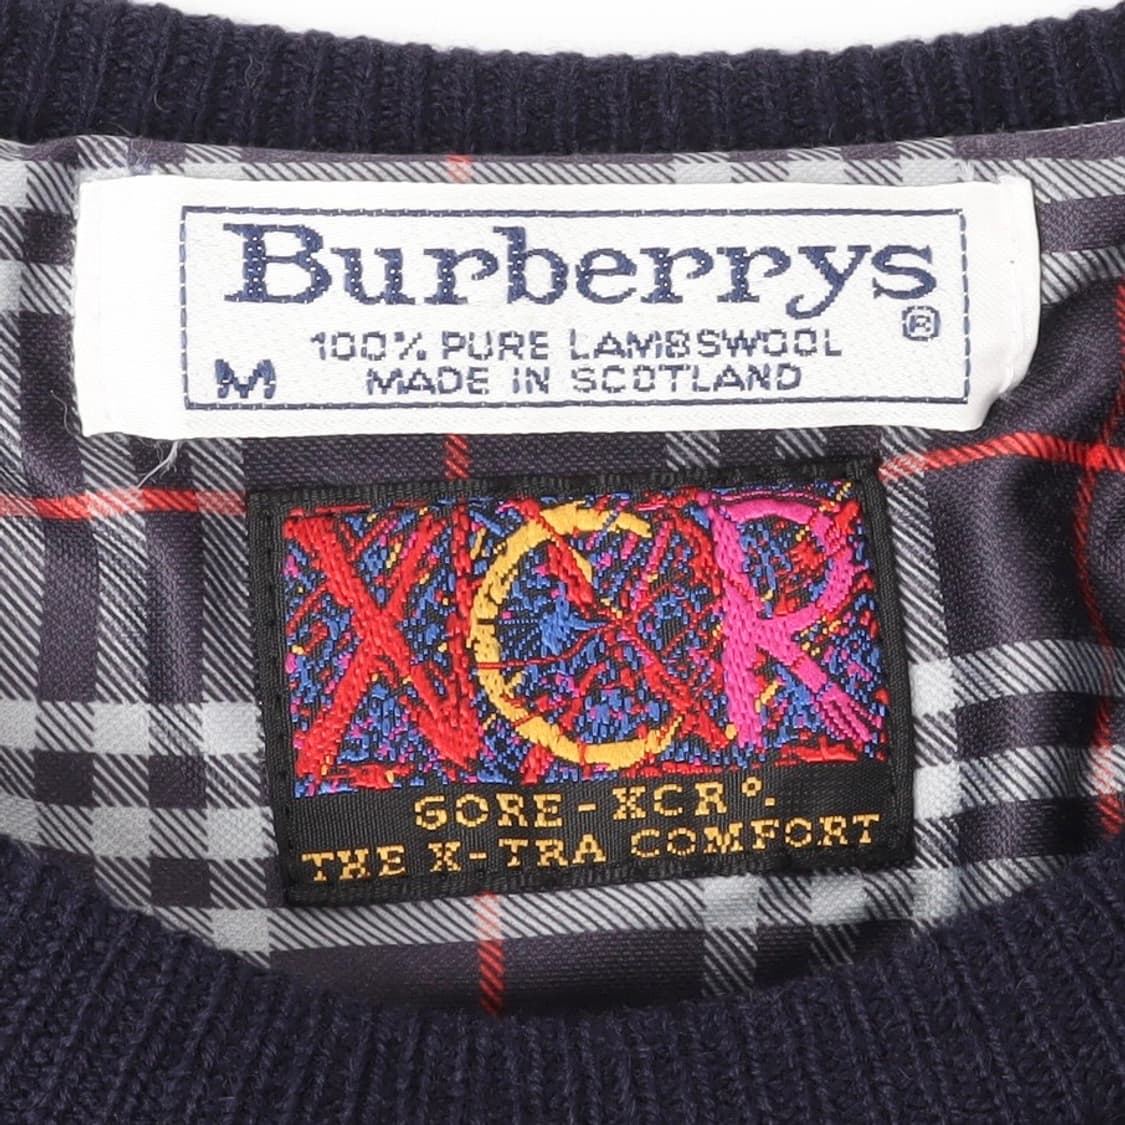 Burberrys
®
100% PURE LAMBSWOOL
M MADE IN SCOTLAND
XCR
GORE-XCR®.
THE X-TRA COMFORT